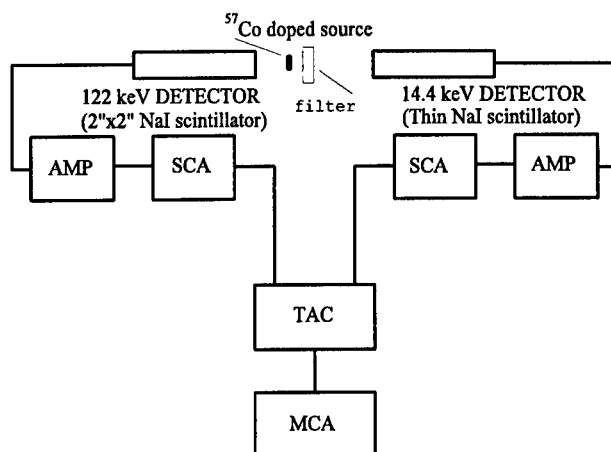 ⁵⁷Co doped source
filter
122 keV DETECTOR
(2"x2" NaI scintillator)
14.4 keV DETECTOR
(Thin NaI scintillator)
AMP
SCA
SCA
AMP
TAC
MCA